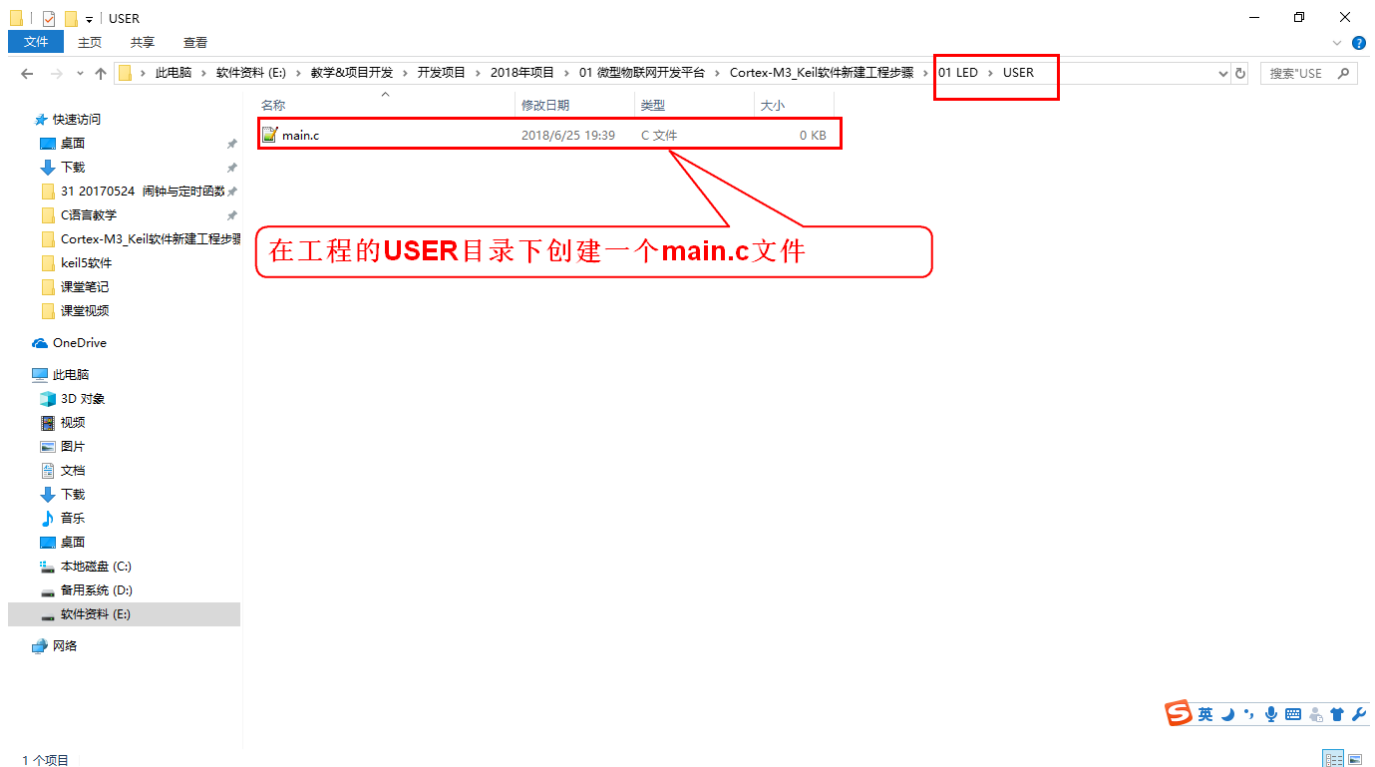 USER
文件 主页 共享 查看
此电脑 > 软件资料 (E:) > 教学&项目开发 > 开发项目 > 2018年项目 > 01 微型物联网开发平台 > Cortex-M3_Keil软件新建工程步骤 > 01 LED > USER
搜索"USE
名称 修改日期 类型 大小
main.c 2018/6/25 19:39 C 文件 0 KB
在工程的USER目录下创建一个main.c文件
快速访问
桌面
下载
31 20170524 闹钟与定时函数
C语言教学
Cortex-M3_Keil软件新建工程步骤
keil5软件
课堂笔记
课堂视频
OneDrive
此电脑
3D 对象
视频
图片
文档
下载
音乐
桌面
本地磁盘 (C:)
备用系统 (D:)
软件资料 (E:)
网络
英
1 个项目